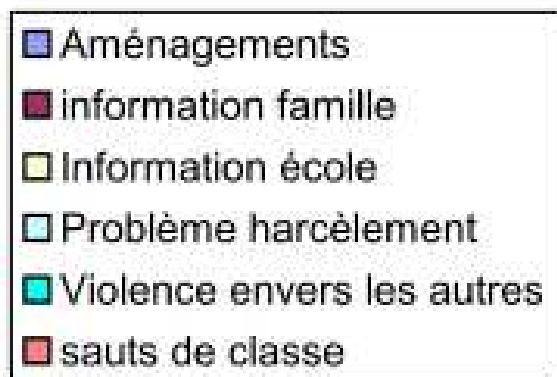 Aménagements
information famille
Information école
Problème harcèlement
Violence envers les autres
sauts de classe